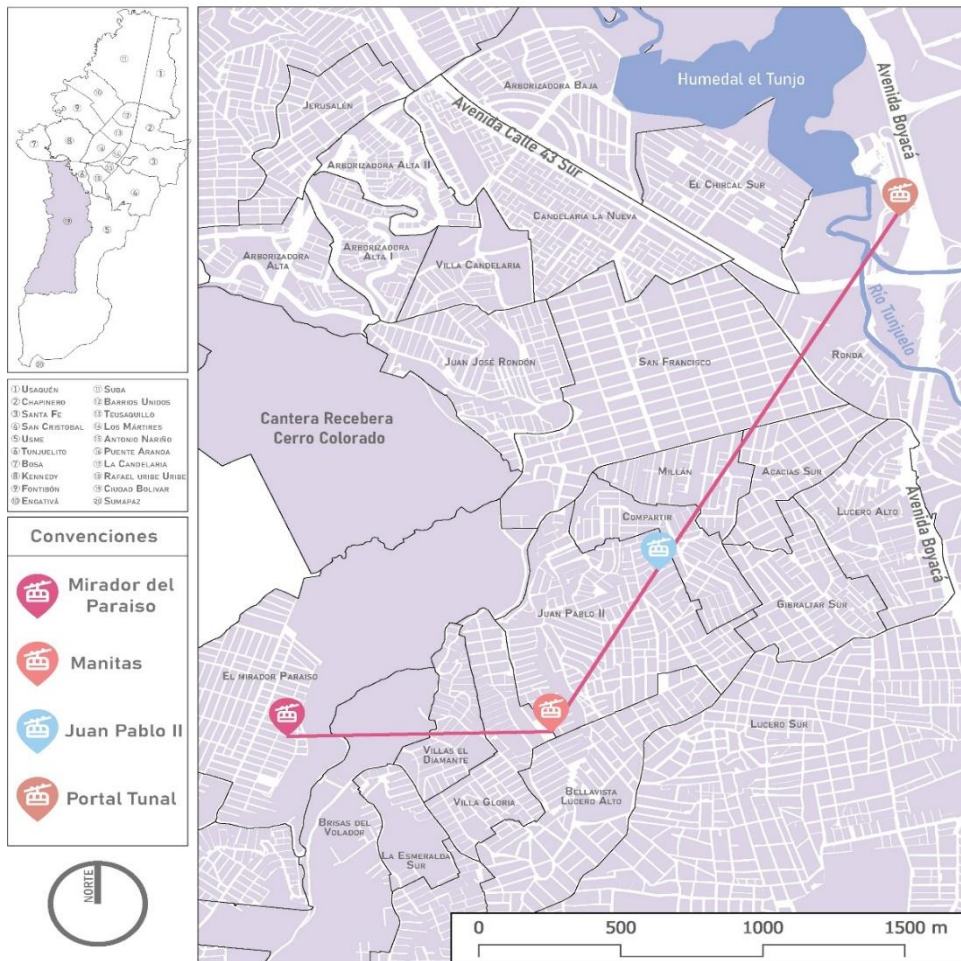 ① USAQUÉN
② CHAPINERO
③ SANTA FE
④ SAN CRISTOBAL
⑤ USME
⑥ TUNJUELITO
⑦ BOSA
⑧ KENNEDY
⑨ FONTIBÓN
⑩ ENGATIVÁ
⑪ SUBA
⑫ BARRIOS UNIDOS
⑬ TEUSAQUILLO
⑭ LOS MÁRTIRES
⑮ ANTONIO NARIÑO
⑯ PUENTE ARANDA
LA CANDELARIA
⑱ RAFAEL URIBE URIBE
⑲ CIUDAD BOLIVAR
⑳ SUMAPAZ
Convenciones
Mirador del
Paraiso
Manitas
Juan Pablo II
Portal Tunal
NORTE
Humedal el Tunjo
Avenida Boyacá
ARBORIZADORA BAJA
JERUSALÉN
Avenida Calle 43 Sur
ARBORIZADORA ALTA II
EL CHIRCAL SUR
CANDELARIA LA NUEVA
ARBORIZADORA
ALTA
ARBORIZADORA
ALTA I
VILLA CANDELARIA
Río Tunjuelo
JUAN JOSÉ RONDÓN
SAN FRANCISCO
RONDA
Cantera Recebera
Cerro Colorado
MILLÁN
ACACIAS SUR
LUCERO ALTO
COMPARTIR
Avenida Boyacá
JUAN PABLO II
GIBRALTAR SUR
EL MIRADOR PARAISO
LUCERO SUR
VILLAS EL
DIAMANTE
BELLAVISTA
LUCERO ALTO
VILLA GLORIA
BRISAS DEL
VOLADOR
LA ESMERALDA
SUR
0 500 1000 1500 m